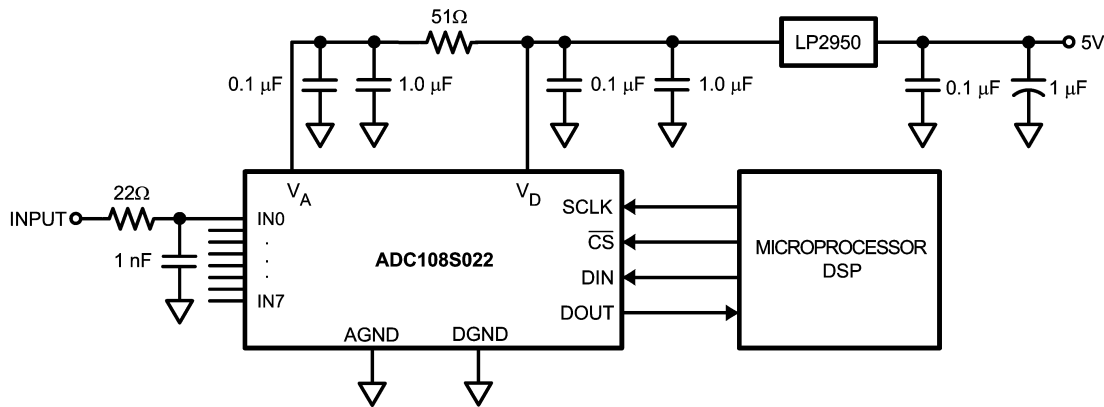 51Ω
LP2950
5V
0.1 μF
1.0 μF
0.1 μF
1.0 μF
0.1 μF
1 μF
V_A
V_D
INPUT
22Ω
1 nF
IN0
.
.
.
IN7
ADC108S022
SCLK
C̅S̅
DIN
DOUT
AGND
DGND
MICROPROCESSOR
DSP